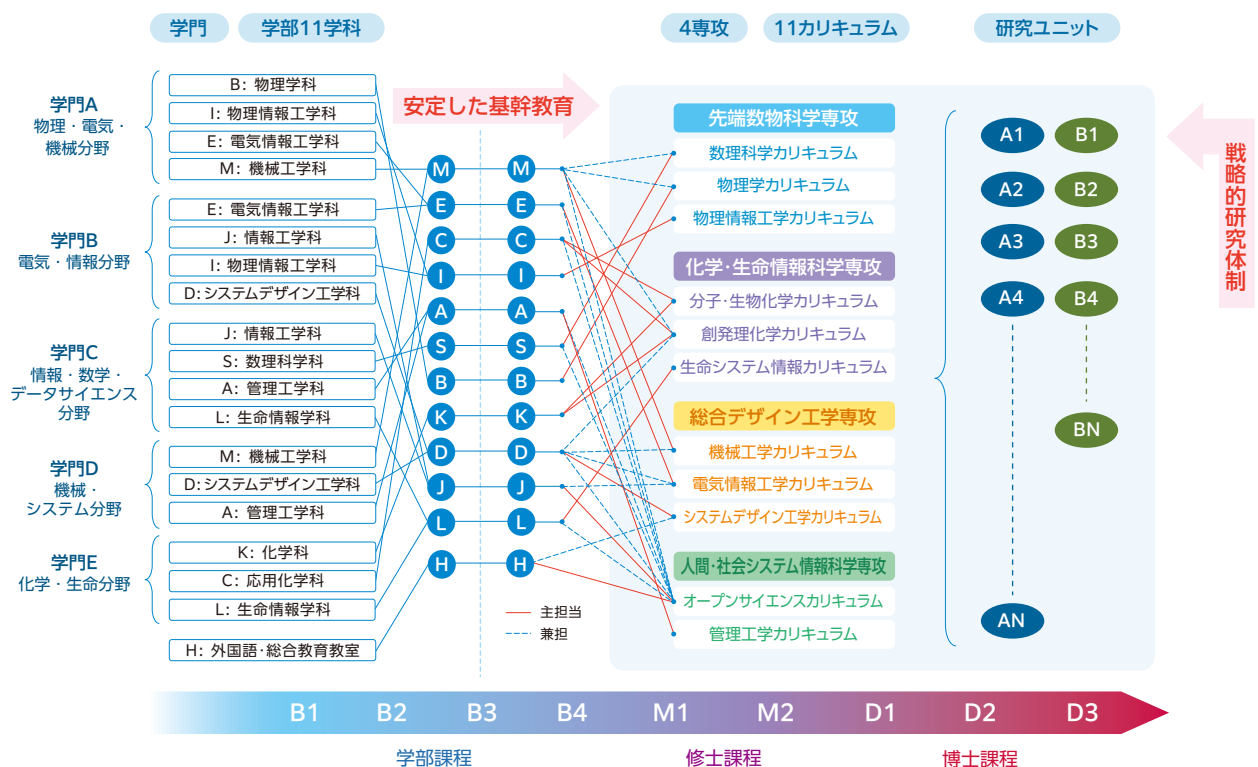 学門
学部11学科
4専攻
11カリキュラム
研究ユニット
学門A
物理・電気・
機械分野
B: 物理学科
I: 物理情報工学科
E: 電気情報工学科
M: 機械工学科
学門B
電気・情報分野
E: 電気情報工学科
J: 情報工学科
I: 物理情報工学科
D:システムデザイン工学科
学門C
情報・数学・
データサイエンス
分野
J: 情報工学科
S: 数理科学科
A: 管理工学科
L: 生命情報学科
学門D
機械・
システム分野
M: 機械工学科
D:システムデザイン工学科
A: 管理工学科
学門E
化学・生命分野
K: 化学科
C: 応用化学科
L: 生命情報学科
H: 外国語・総合教育教室
安定した基幹教育
M M
E E
C C
I I
A A
S S
B B
K K
D D
J J
L L
H H
主担当
兼担
先端数物科学専攻
数理科学カリキュラム
物理学カリキュラム
物理情報工学カリキュラム
化学・生命情報科学専攻
分子・生物化学カリキュラム
創発理化学カリキュラム
生命システム情報カリキュラム
総合デザイン工学専攻
機械工学カリキュラム
電気情報工学カリキュラム
システムデザイン工学カリキュラム
人間・社会システム情報科学専攻
オープンサイエンスカリキュラム
管理工学カリキュラム
A1 B1
A2 B2
A3 B3
A4 B4
BN
AN
戦略的研究体制
B1 B2 B3 B4 M1 M2 D1 D2 D3
学部課程
修士課程
博士課程